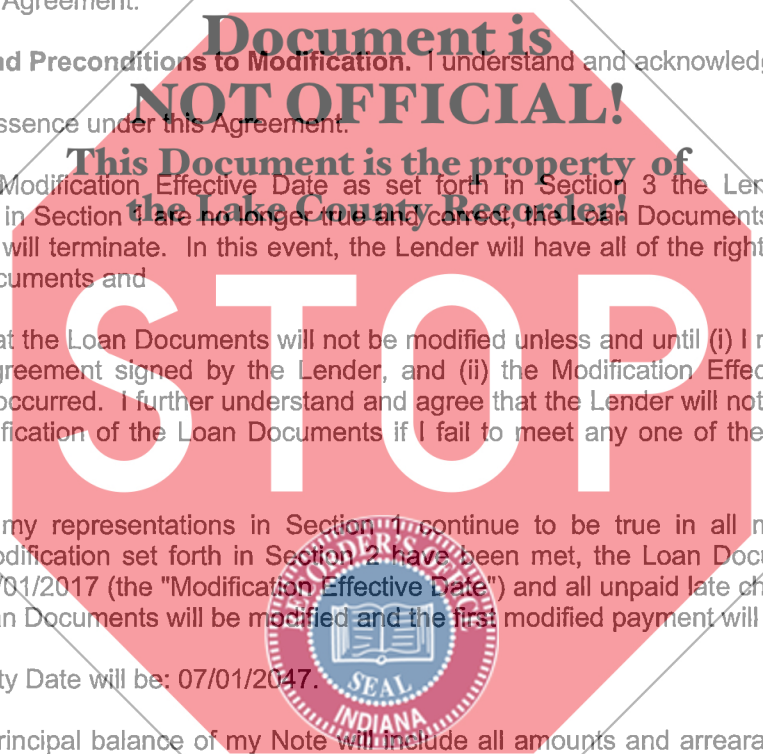 Agreement.
Document is
nd Preconditions to Modification. I understand and acknowledg
NOT OFFICIAL!
ssence under this Agreement.
This Document is the property of
Modification Effective Date as set forth in Section 3 the Len
the Lake County Recorder!
in Section 1 are no longer true and correct, the Loan Documents
will terminate. In this event, the Lender will have all of the right
cuments and
STOP
at the Loan Documents will not be modified unless and until (i) I r
greement signed by the Lender, and (ii) the Modification Effec
occurred. I further understand and agree that the Lender will not
fication of the Loan Documents if I fail to meet any one of the
my representations in Section 1 continue to be true in all m
odification set forth in Section 2 have been met, the Loan Docu
/01/2017 (the "Modification Effective Date") and all unpaid late ch
an Documents will be modified and the first modified payment will
ty Date will be: 07/01/2047.
rincipal balance of my Note will include all amounts and arreara
RECORDER'S OFFICE
SEAL
INDIANA